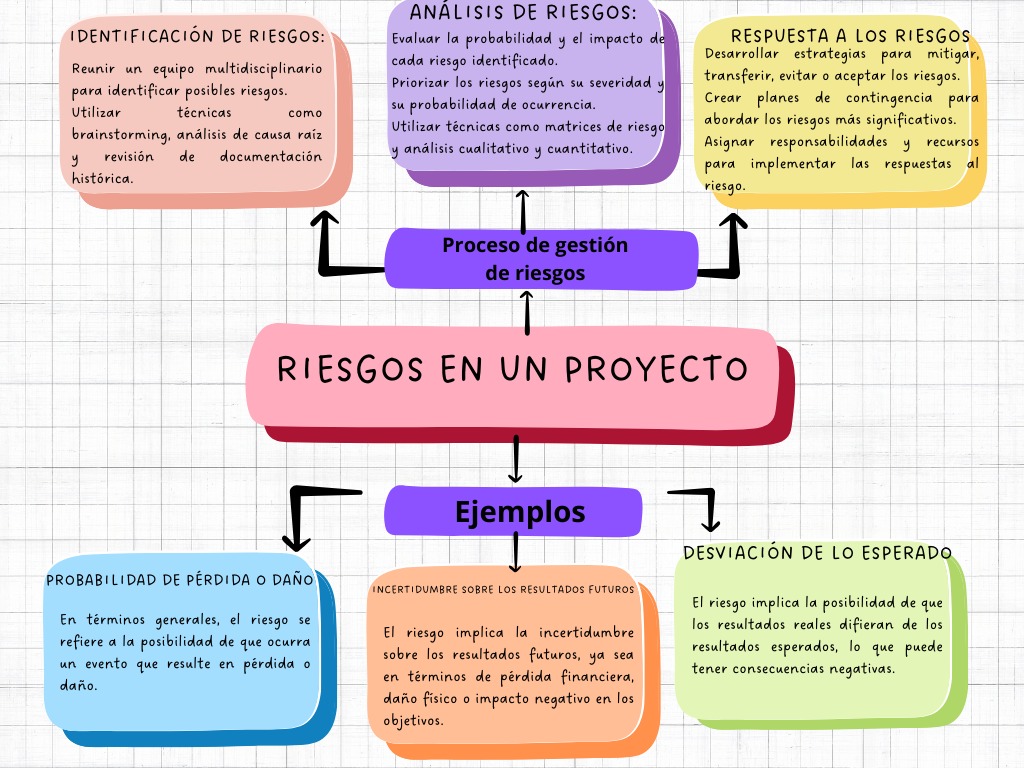 IDENTIFICACIÓN DE RIESGOS:
Reunir un equipo multidisciplinario
para identificar posibles riesgos.
Utilizar técnicas como
brainstorming, análisis de causa raíz
y revisión de documentación
histórica.
ANÁLISIS DE RIESGOS:
Evaluar la probabilidad y el impacto de
cada riesgo identificado.
Priorizar los riesgos según su severidad y
su probabilidad de ocurrencia.
Utilizar técnicas como matrices de riesgo
y análisis cualitativo y cuantitativo.
RESPUESTA A LOS RIESGOS
Desarrollar estrategias para mitigar,
transferir, evitar o aceptar los riesgos.
Crear planes de contingencia para
abordar los riesgos más significativos.
Asignar responsabilidades y recursos
para implementar las respuestas al
riesgo.
Proceso de gestión
de riesgos
RIESGOS EN UN PROYECTO
Ejemplos
PROBABILIDAD DE PÉRDIDA O DAÑO
En términos generales, el riesgo se
refiere a la posibilidad de que ocurra
un evento que resulte en pérdida o
daño.
INCERTIDUMBRE SOBRE LOS RESULTADOS FUTUROS
El riesgo implica la incertidumbre
sobre los resultados futuros, ya sea
en términos de pérdida financiera,
daño físico o impacto negativo en los
objetivos.
DESVIACIÓN DE LO ESPERADO
El riesgo implica la posibilidad de que
los resultados reales difieran de los
resultados esperados, lo que puede
tener consecuencias negativas.